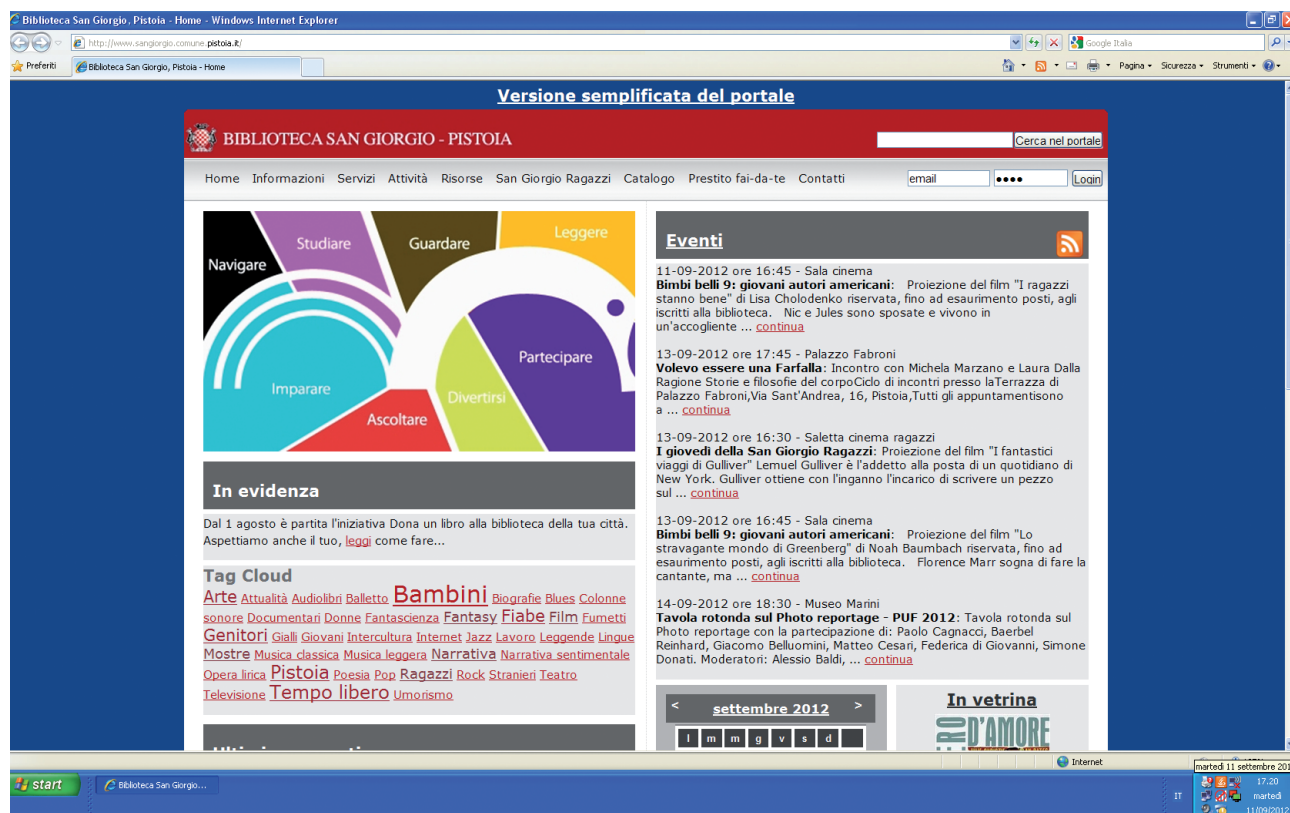 Biblioteca San Giorgio, Pistoia - Home - Windows Internet Explorer
http://www.sangiorgio.comune.pistoia.it/
Google Italia
Preferiti
Biblioteca San Giorgio, Pistoia - Home
Pagina
Sicurezza
Strumenti
Versione semplificata del portale
BIBLIOTECA SAN GIORGIO - PISTOIA
Cerca nel portale
Home Informazioni Servizi Attività Risorse San Giorgio Ragazzi Catalogo Prestito fai-da-te Contatti
email
Login
Navigare
Studiare
Guardare
Leggere
Imparare
Ascoltare
Divertirsi
Partecipare
In evidenza
Dal 1 agosto è partita l'iniziativa Dona un libro alla biblioteca della tua città.
Aspettiamo anche il tuo, leggi come fare...
Tag Cloud
Arte Attualità Audiolibri Balletto Bambini Biografie Blues Colonne
sonore Documentari Donne Fantascienza Fantasy Fiabe Film Fumetti
Genitori Gialli Giovani Intercultura Internet Jazz Lavoro Leggende Lingue
Mostre Musica classica Musica leggera Narrativa Narrativa sentimentale
Opera lirica Pistoia Poesia Pop Ragazzi Rock Stranieri Teatro
Televisione Tempo libero Umorismo
Eventi
11-09-2012 ore 16:45 - Sala cinema
Bimbi belli 9: giovani autori americani: Proiezione del film "I ragazzi
stanno bene" di Lisa Cholodenko riservata, fino ad esaurimento posti, agli
iscritti alla biblioteca. Nic e Jules sono sposate e vivono in
un'accogliente ... continua
13-09-2012 ore 17:45 - Palazzo Fabroni
Volevo essere una Farfalla: Incontro con Michela Marzano e Laura Dalla
Ragione Storie e filosofie del corpoCiclo di incontri presso laTerrazza di
Palazzo Fabroni,Via Sant'Andrea, 16, Pistoia,Tutti gli appuntamentisono
a ... continua
13-09-2012 ore 16:30 - Saletta cinema ragazzi
I giovedì della San Giorgio Ragazzi: Proiezione del film "I fantastici
viaggi di Gulliver" Lemuel Gulliver è l'addetto alla posta di un quotidiano di
New York. Gulliver ottiene con l'inganno l'incarico di scrivere un pezzo
sul ... continua
13-09-2012 ore 16:45 - Sala cinema
Bimbi belli 9: giovani autori americani: Proiezione del film "Lo
stravagante mondo di Greenberg" di Noah Baumbach riservata, fino ad
esaurimento posti, agli iscritti alla biblioteca. Florence Marr sogna di fare la
cantante, ma ... continua
14-09-2012 ore 18:30 - Museo Marini
Tavola rotonda sul Photo reportage - PUF 2012: Tavola rotonda sul
Photo reportage con la partecipazione di: Paolo Cagnacci, Baerbel
Reinhard, Giacomo Belluomini, Matteo Cesari, Federica di Giovanni, Simone
Donati. Moderatori: Alessio Baldi, ... continua
< settembre 2012 >
l m m g v s d
In vetrina
D'AMORE
Internet
martedì 11 settembre 201
start
Biblioteca San Giorgio...
IT
17.20
martedì
11/09/2012